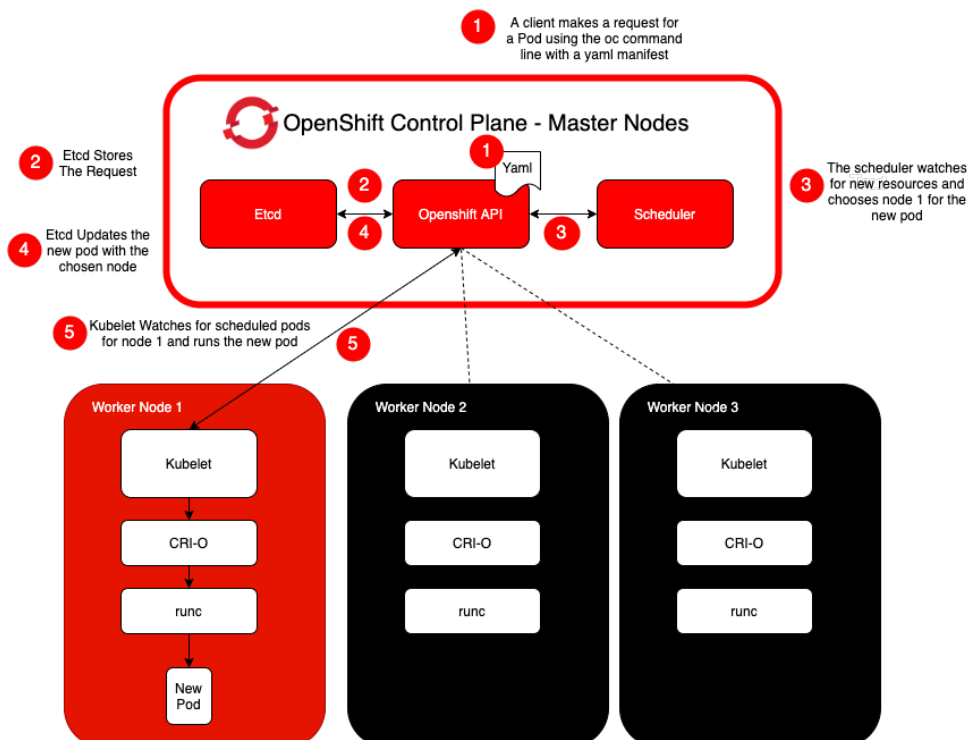 1
A client makes a request for
a Pod using the oc command
line with a yaml manifest
OpenShift Control Plane - Master Nodes
1
Yaml
2
Etcd Stores
The Request
Etcd
2
4
Openshift API
3
Scheduler
3
The scheduler watches
for new resources and
chooses node 1 for the
new pod
4
Etcd Updates the
new pod with the
chosen node
5
Kubelet Watches for scheduled pods
for node 1 and runs the new pod
5
Worker Node 1
Kubelet
CRI-O
runc
New
Pod
Worker Node 2
Kubelet
CRI-O
runc
Worker Node 3
Kubelet
CRI-O
runc